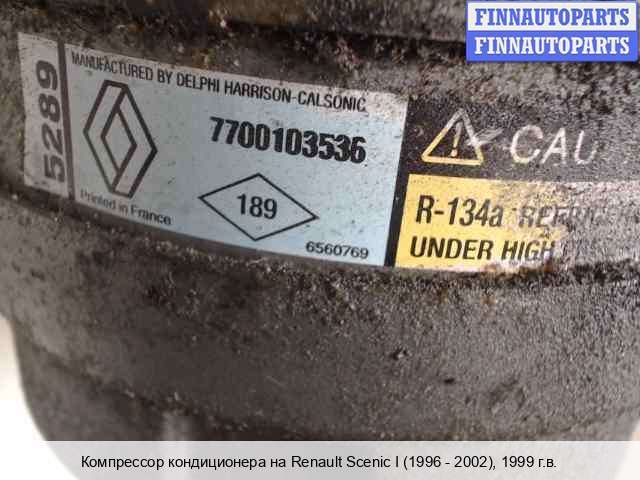 FINNAUTOPARTS
FINNAUTOPARTS
5289
MANUFACTURED BY DELPHI HARRISON-CALSONIC
7700103536
189
Printed in France
6560769
CAU
R-134a
UNDER HIGH
Компрессор кондиционера на Renault Scenic I (1996 - 2002), 1999 г.в.